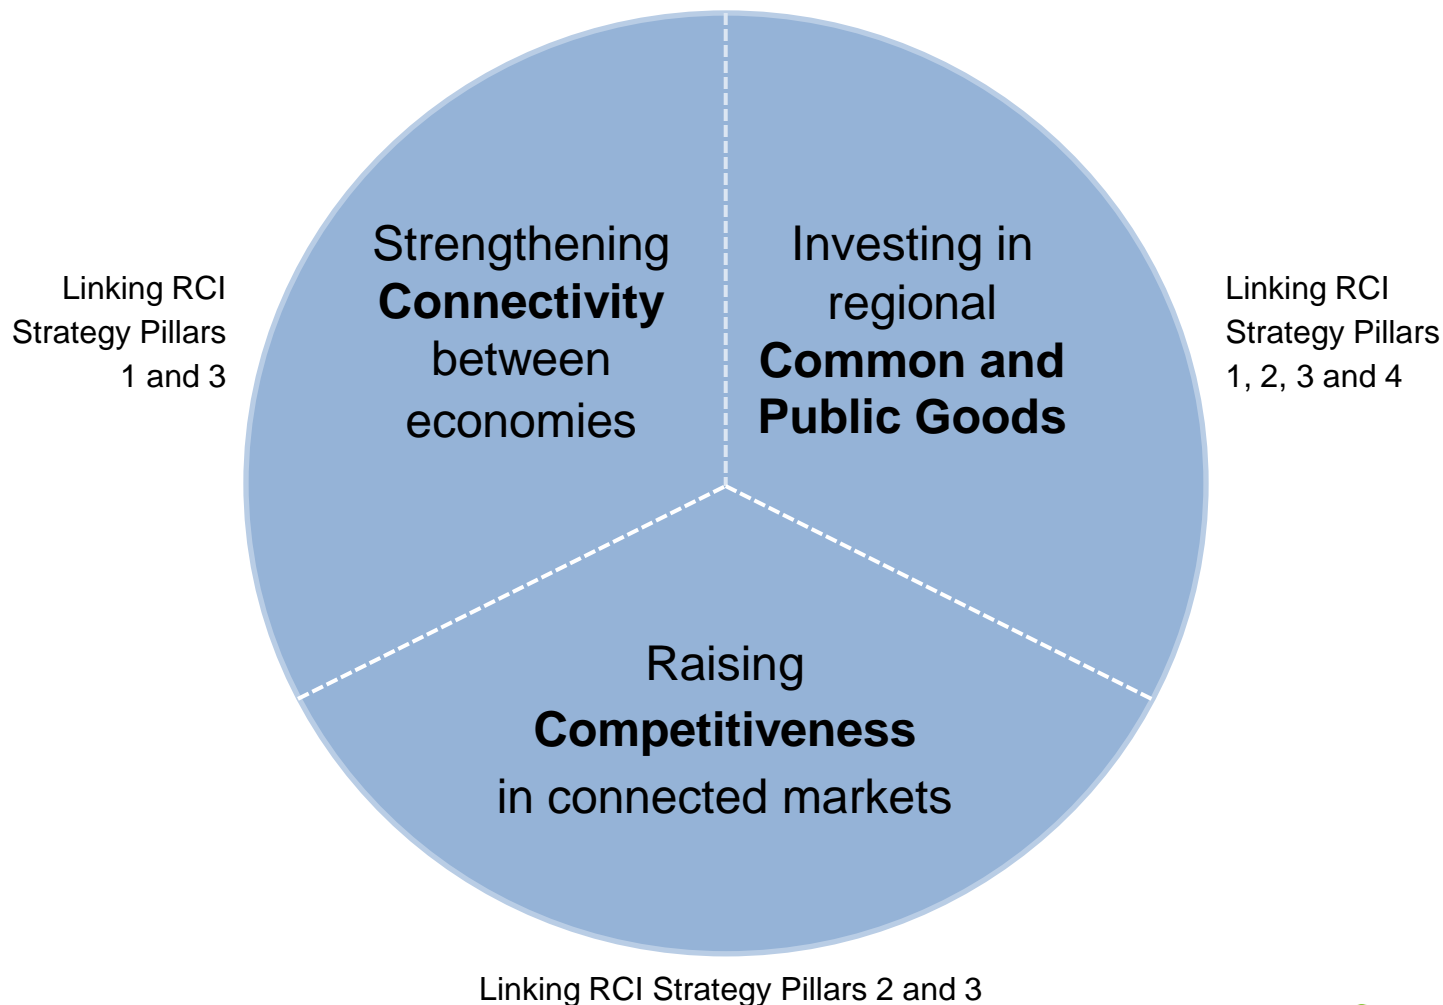 Strengthening
Connectivity
between
economies
Investing in
regional
Common and
Public Goods
Linking RCI
Strategy Pillars
1 and 3
Linking RCI
Strategy Pillars
1, 2, 3 and 4
Raising
Competitiveness
in connected markets
Linking RCI Strategy Pillars 2 and 3